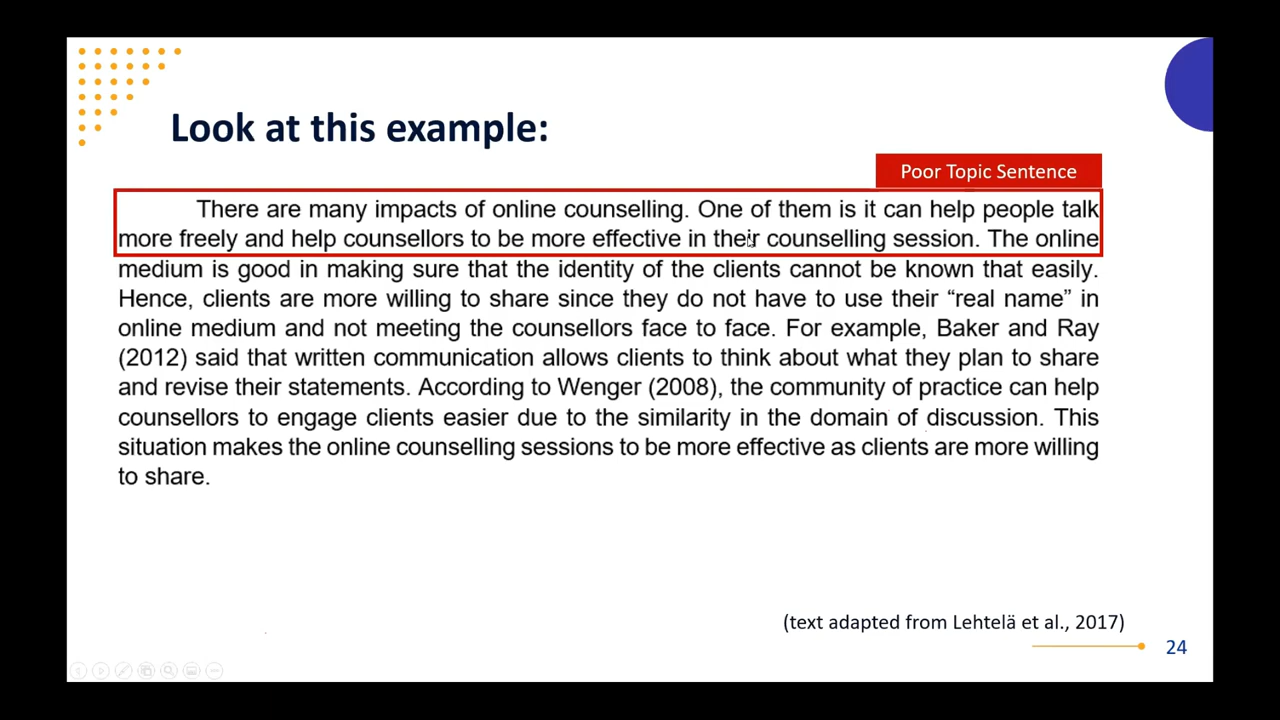 Look at this example:
Poor Topic Sentence
There are many impacts of online counselling. One of them is it can help people talk
more freely and help counsellors to be more effective in their counselling session. The online
medium is good in making sure that the identity of the clients cannot be known that easily.
Hence, clients are more willing to share since they do not have to use their “real name” in
online medium and not meeting the counsellors face to face. For example, Baker and Ray
(2012) said that written communication allows clients to think about what they plan to share
and revise their statements. According to Wenger (2008), the community of practice can help
counsellors to engage clients easier due to the similarity in the domain of discussion. This
situation makes the online counselling sessions to be more effective as clients are more willing
to share.
(text adapted from Lehtelä et al., 2017)
24